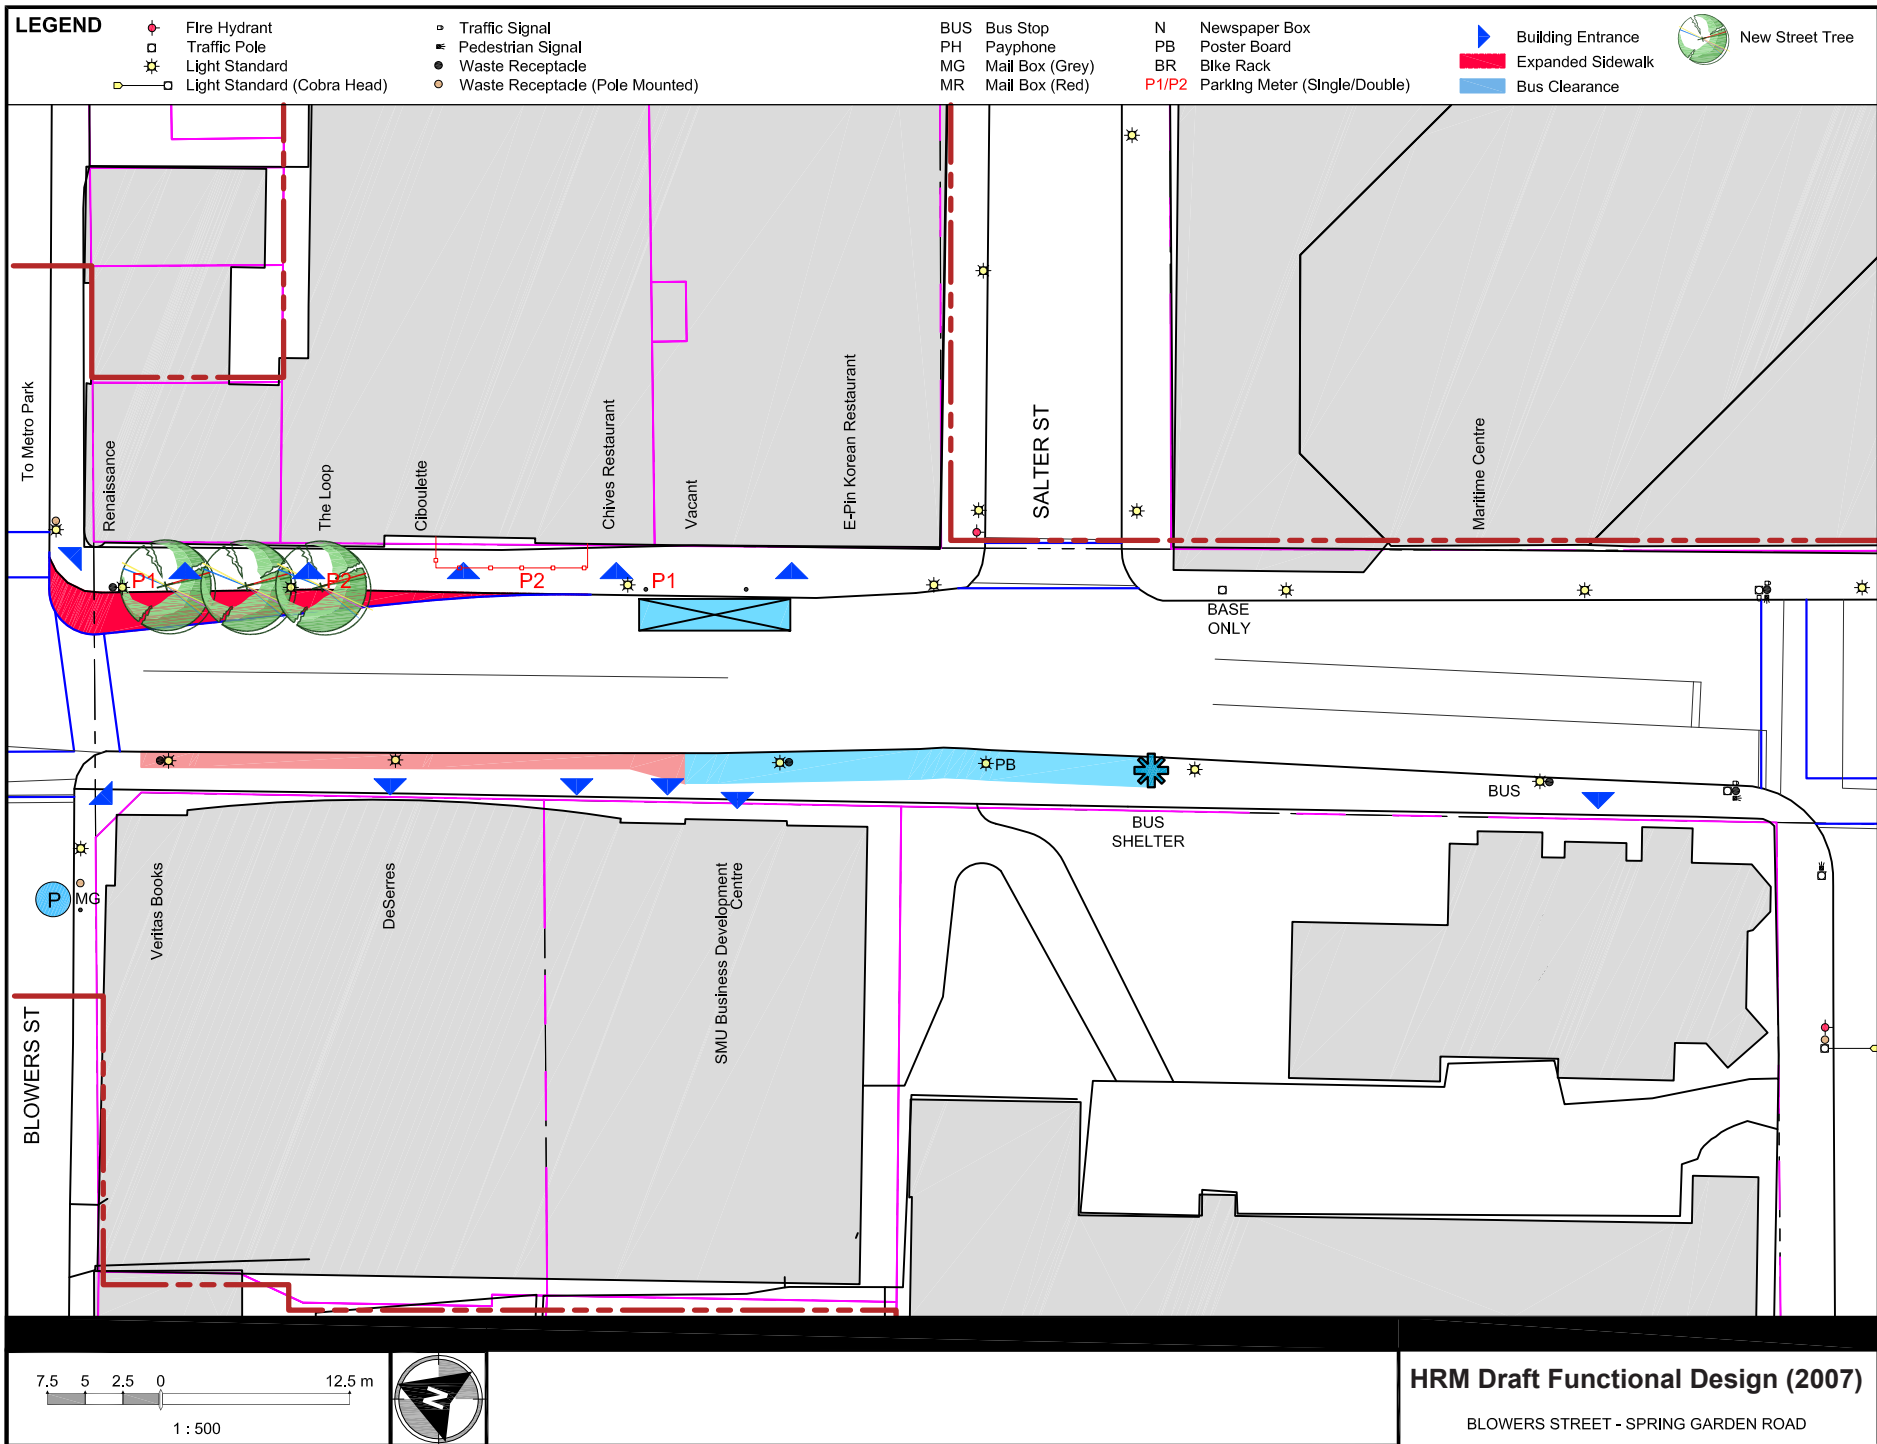 LEGEND
Fire Hydrant
Traffic Pole
Light Standard
Light Standard (Cobra Head)
Traffic Signal
Pedestrian Signal
Waste Receptacle
Waste Receptacle (Pole Mounted)
BUS Bus Stop
PH Payphone
MG Mail Box (Grey)
MR Mail Box (Red)
N Newspaper Box
PB Poster Board
BR Bike Rack
P1/P2 Parking Meter (Single/Double)
Building Entrance
Expanded Sidewalk
Bus Clearance
New Street Tree
To Metro Park
Renaissance
The Loop
Ciboulette
Chives Restaurant
Vacant
E-Pin Korean Restaurant
SALTER ST
Maritime Centre
P1
P2
P2
P1
BASE
ONLY
PB
BUS
BUS
SHELTER
P
MG
Veritas Books
DeSerres
SMU Business Development
Centre
BLOWERS ST
7.5 5 2.5 0 12.5 m
1 : 500
N
HRM Draft Functional Design (2007)
BLOWERS STREET - SPRING GARDEN ROAD